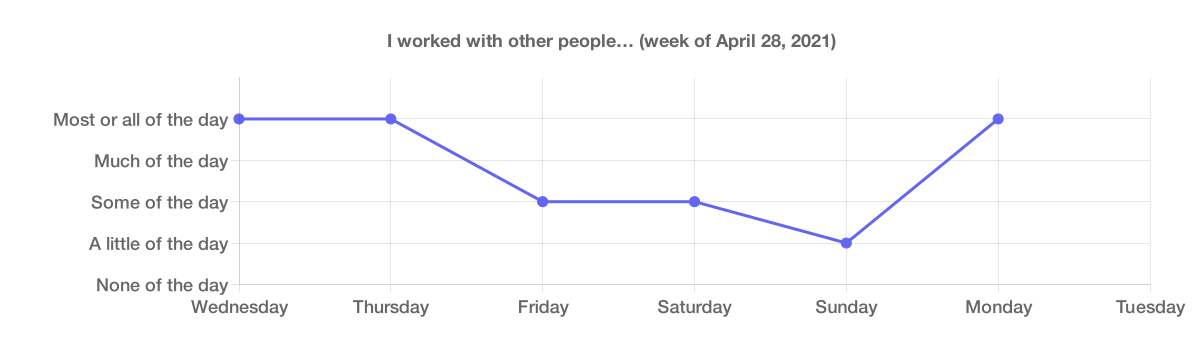 I worked with other people… (week of April 28, 2021)
Most or all of the day
Much of the day
Some of the day
A little of the day
None of the day
Wednesday Thursday Friday Saturday Sunday Monday Tuesday